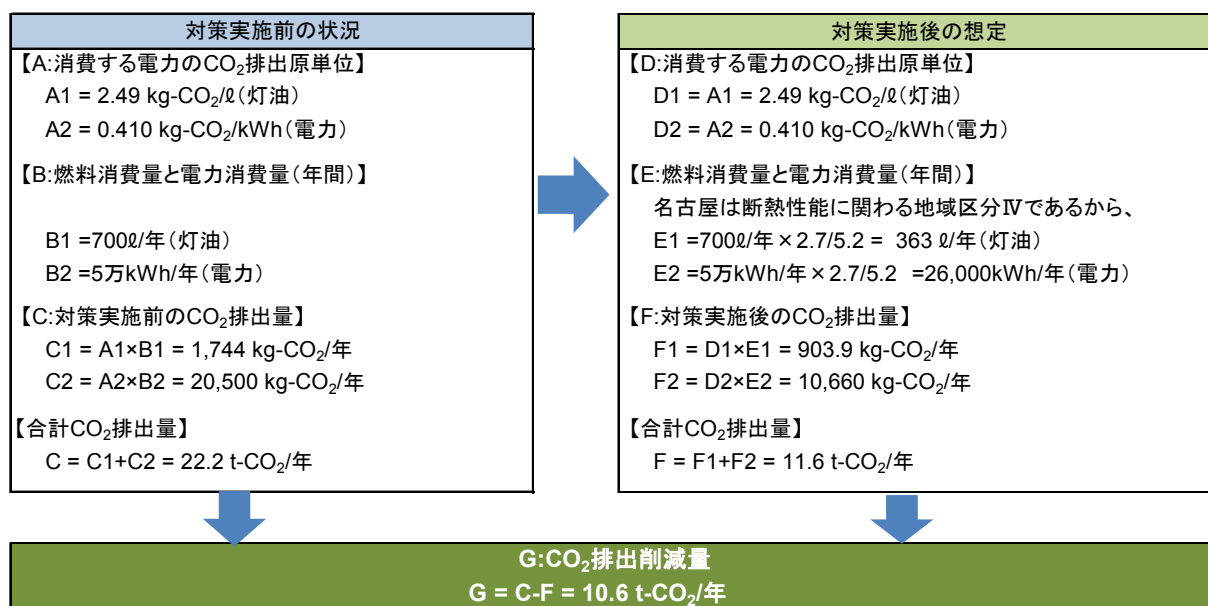 対策実施前の状況
【A:消費する電力のCO₂排出原単位】
A1 = 2.49 kg-CO₂/ℓ(灯油)
A2 = 0.410 kg-CO₂/kWh(電力)
【B:燃料消費量と電力消費量(年間)】
B1 =700ℓ/年(灯油)
B2 =5万kWh/年(電力)
【C:対策実施前のCO₂排出量】
C1 = A1×B1 = 1,744 kg-CO₂/年
C2 = A2×B2 = 20,500 kg-CO₂/年
【合計CO₂排出量】
C = C1+C2 = 22.2 t-CO₂/年
対策実施後の想定
【D:消費する電力のCO₂排出原単位】
D1 = A1 = 2.49 kg-CO₂/ℓ(灯油)
D2 = A2 = 0.410 kg-CO₂/kWh(電力)
【E:燃料消費量と電力消費量(年間)】
名古屋は断熱性能に関わる地域区分Ⅳであるから、
E1 =700ℓ/年×2.7/5.2 = 363 ℓ/年(灯油)
E2 =5万kWh/年×2.7/5.2 =26,000kWh/年(電力)
【F:対策実施後のCO₂排出量】
F1 = D1×E1 = 903.9 kg-CO₂/年
F2 = D2×E2 = 10,660 kg-CO₂/年
【合計CO₂排出量】
F = F1+F2 = 11.6 t-CO₂/年
G:CO₂排出削減量
G = C-F = 10.6 t-CO₂/年